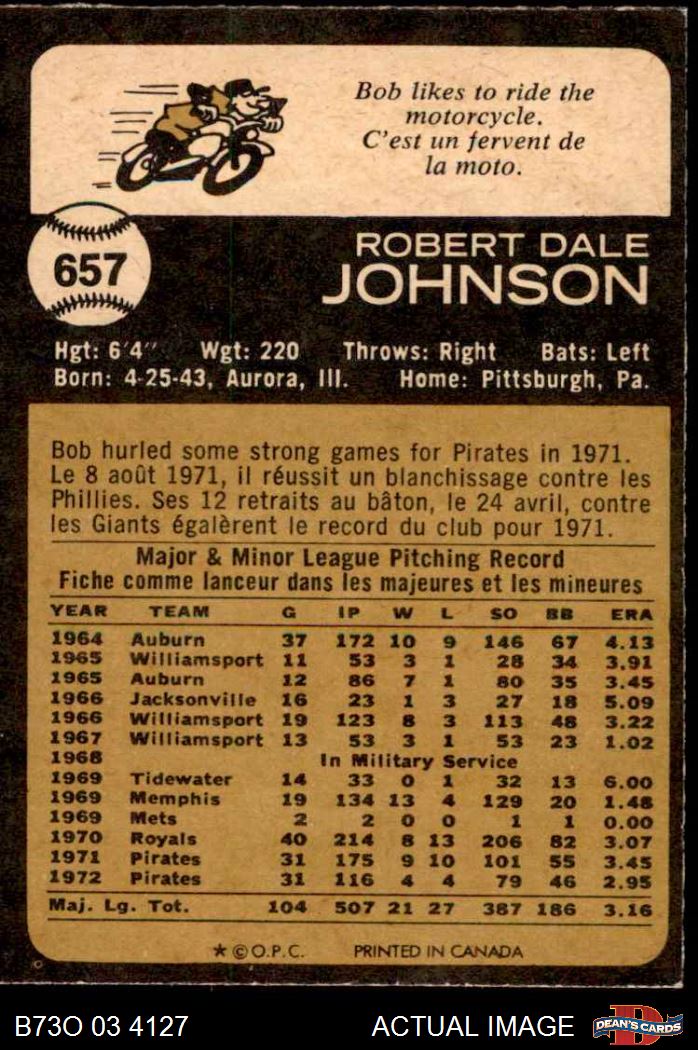 Bob likes to ride the
motorcycle.
C'est un fervent de
la moto.
657
ROBERT DALE
JOHNSON
Hgt: 6'4" Wgt: 220 Throws: Right Bats: Left
Born: 4-25-43, Aurora, Ill. Home: Pittsburgh, Pa.
Bob hurled some strong games for Pirates in 1971.
Le 8 août 1971, il réussit un blanchissage contre les
Phillies. Ses 12 retraits au bâton, le 24 avril, contre
les Giants égalèrent le record du club pour 1971.
Major & Minor League Pitching Record
Fiche comme lanceur dans les majeures et les mineures
YEAR TEAM G IP W L SO BB ERA
1964 Auburn 37 172 10 9 146 67 4.13
1965 Williamsport 11 53 3 1 28 34 3.91
1965 Auburn 12 86 7 1 80 35 3.45
1966 Jacksonville 16 23 1 3 27 18 5.09
1966 Williamsport 19 123 8 3 113 48 3.22
1967 Williamsport 13 53 3 1 53 23 1.02
1968 In Military Service
1969 Tidewater 14 33 0 1 32 13 6.00
1969 Memphis 19 134 13 4 129 20 1.48
1969 Mets 2 2 0 0 1 1 0.00
1970 Royals 40 214 8 13 206 82 3.07
1971 Pirates 31 175 9 10 101 55 3.45
1972 Pirates 31 116 4 4 79 46 2.95
Maj. Lg. Tot. 104 507 21 27 387 186 3.16
★ © O.P.C. PRINTED IN CANADA
B73O 03 4127 ACTUAL IMAGE D DEAN'S CARDS